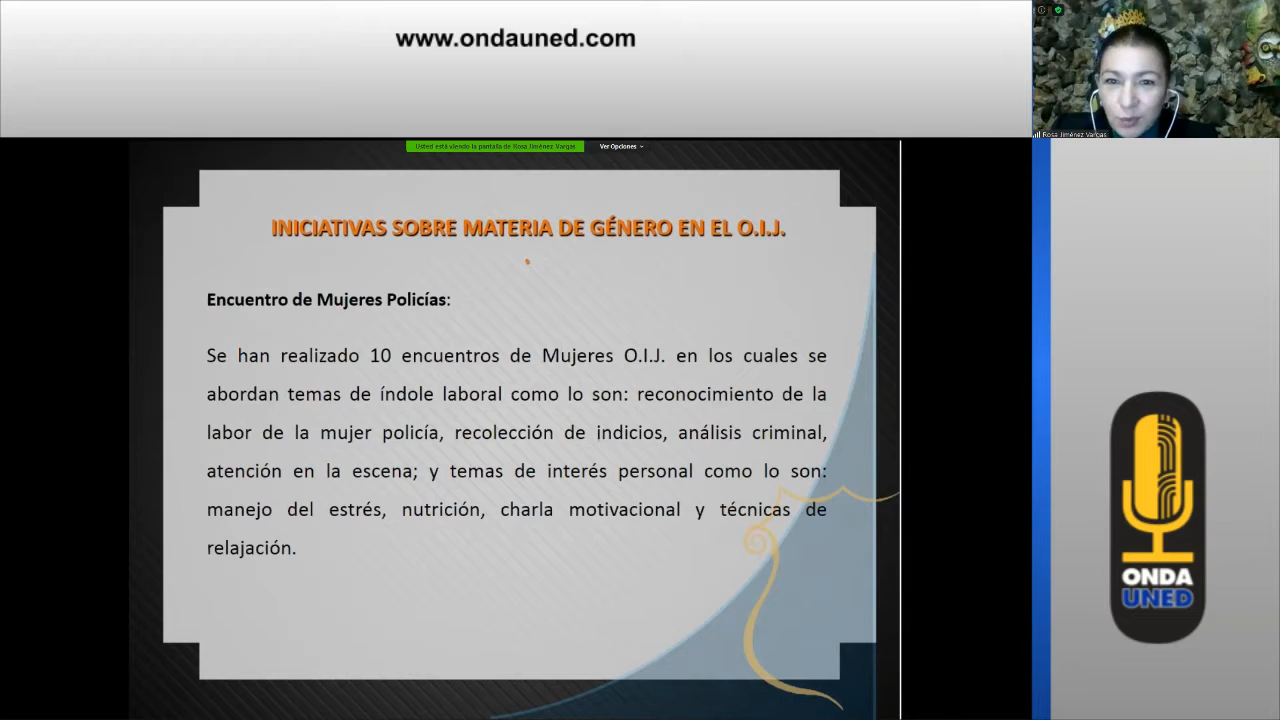 www.ondauned.com
Rosa Jiménez Vargas
Usted está viendo la pantalla de Rosa Jiménez Vargas
Ver Opciones
INICIATIVAS SOBRE MATERIA DE GÉNERO EN EL O.I.J.
Encuentro de Mujeres Policías:
Se han realizado 10 encuentros de Mujeres O.I.J. en los cuales se
abordan temas de índole laboral como lo son: reconocimiento de la
labor de la mujer policía, recolección de indicios, análisis criminal,
atención en la escena; y temas de interés personal como lo son:
manejo del estrés, nutrición, charla motivacional y técnicas de
relajación.
ONDA
UNED